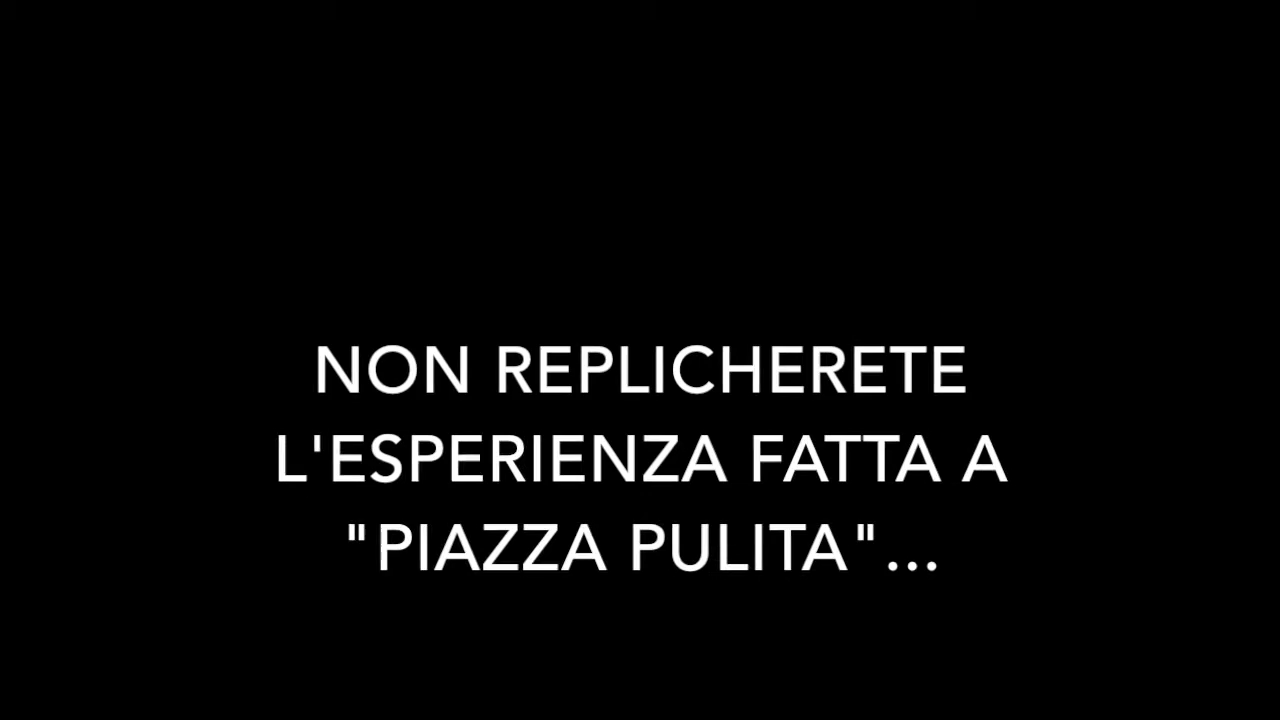 NON REPLICHERETE
L'ESPERIENZA FATTA A
"PIAZZA PULITA"...